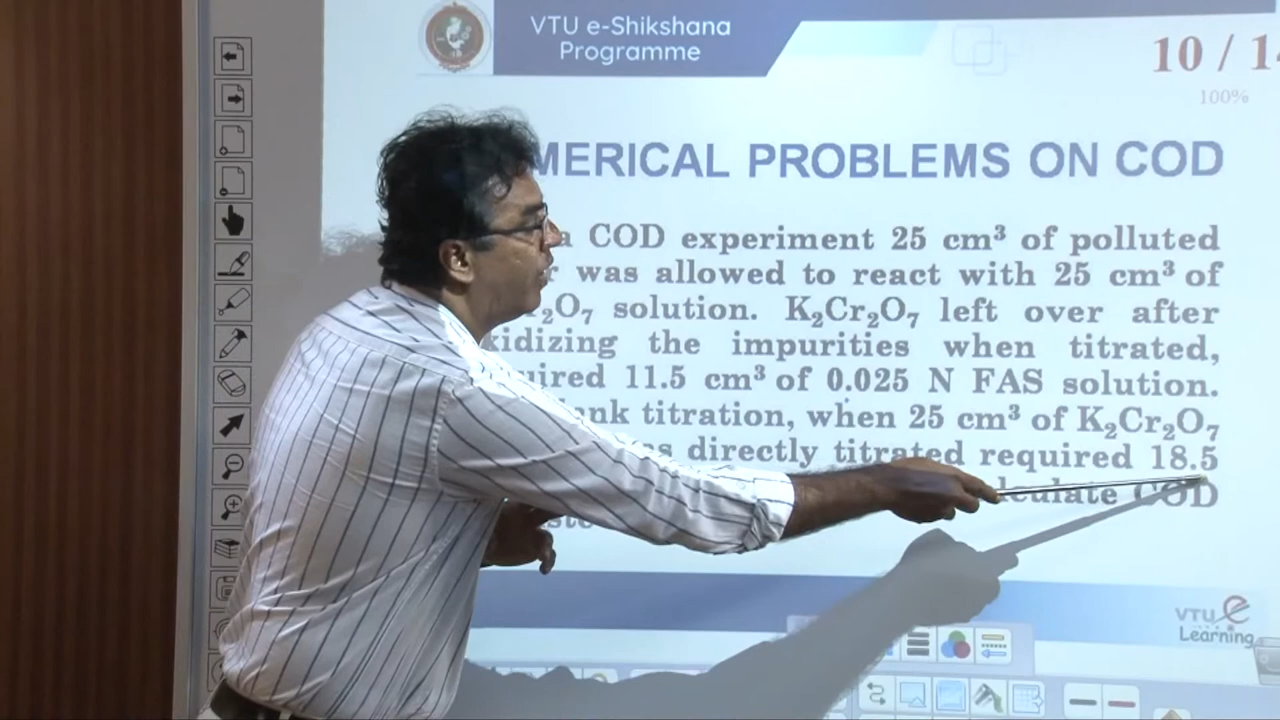 VTU e-Shikshana
Programme
10 /
100%
MERICAL PROBLEMS ON COD
COD experiment 25 cm³ of polluted
was allowed to react with 25 cm³ of
r₂O₇ solution. K₂Cr₂O₇ left over after
xidizing the impurities when titrated,
uired 11.5 cm³ of 0.025 N FAS solution.
ank titration, when 25 cm³ of K₂Cr₂O₇
s directly titrated required 18.5
lculate COD
VTU e
Learning